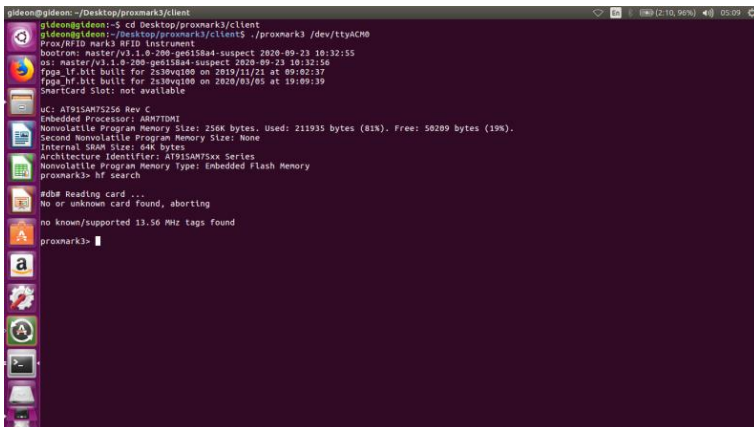 gideon@gideon: ~/Desktop/proxmark3/client
En
(2:10, 96%)
05:09
gideon@gideon:~$ cd Desktop/proxmark3/client
gideon@gideon:~/Desktop/proxmark3/client$ ./proxmark3 /dev/ttyACM0
Prox/RFID mark3 RFID instrument
bootrom: master/v3.1.0-200-ge6158a4-suspect 2020-09-23 10:32:55
os: master/v3.1.0-200-ge6158a4-suspect 2020-09-23 10:32:56
fpga_lf.bit built for 2s30vq100 on 2019/11/21 at 09:02:37
fpga_hf.bit built for 2s30vq100 on 2020/03/05 at 19:09:39
SmartCard Slot: not available
uC: AT91SAM7S256 Rev C
Embedded Processor: ARM7TDMI
Nonvolatile Program Memory Size: 256K bytes. Used: 211935 bytes (81%). Free: 50209 bytes (19%).
Second Nonvolatile Program Memory Size: None
Internal SRAM Size: 64K bytes
Architecture Identifier: AT91SAM7Sxx Series
Nonvolatile Program Memory Type: Embedded Flash Memory
proxmark3> hf search
#db# Reading card ...
No or unknown card found, aborting
no known/supported 13.56 MHz tags found
proxmark3>